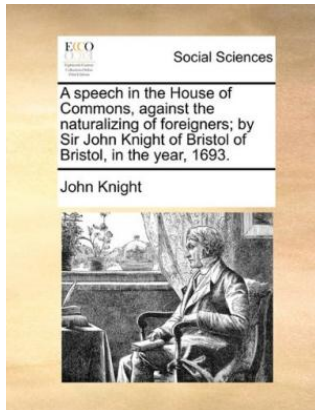 ECCO
Social Sciences
A speech in the House of
Commons, against the
naturalizing of foreigners; by
Sir John Knight of Bristol of
Bristol, in the year, 1693.
John Knight